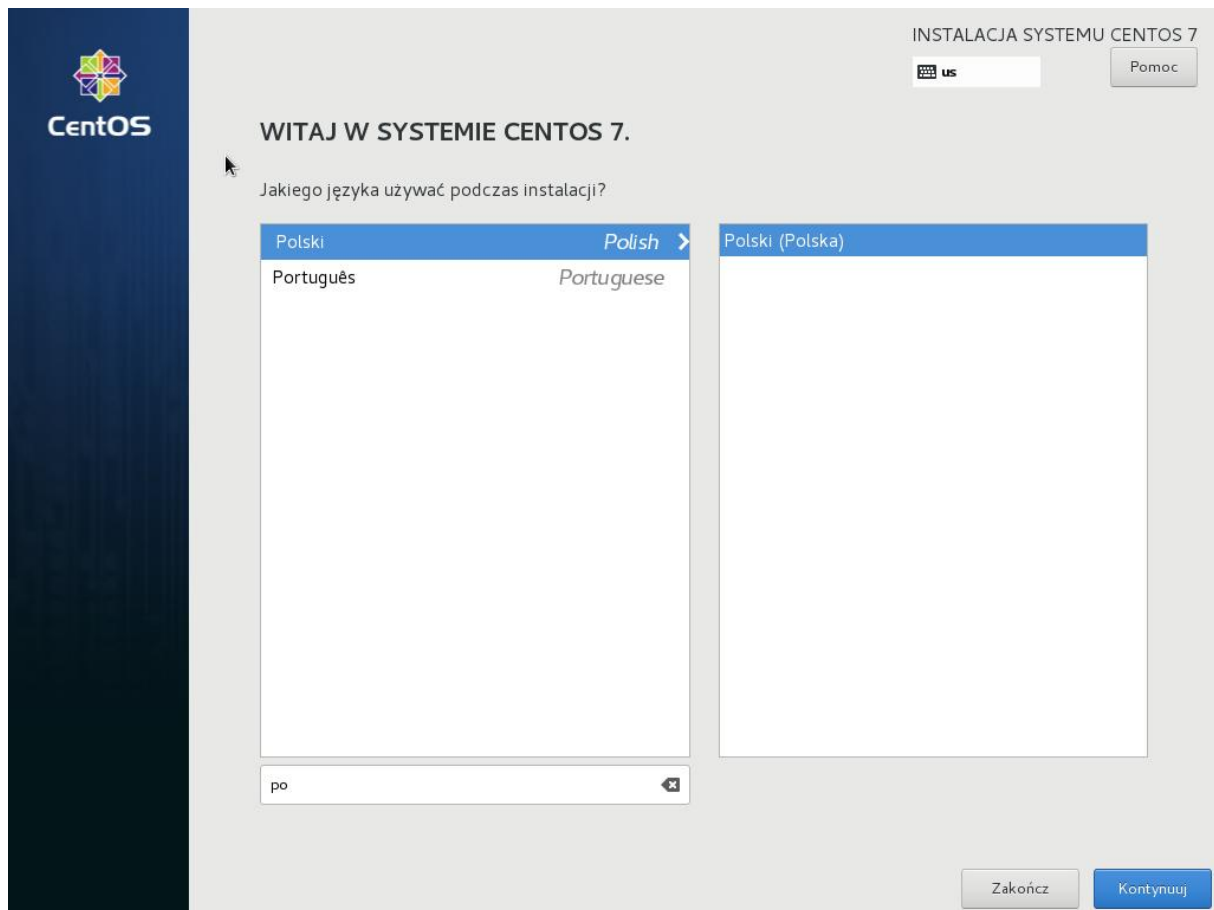 INSTALACJA SYSTEMU CENTOS 7
us
Pomoc
CentOS
WITAJ W SYSTEMIE CENTOS 7.
Jakiego języka używać podczas instalacji?
Polski Polish
Polski (Polska)
Português Portuguese
po
Zakończ
Kontynuuj